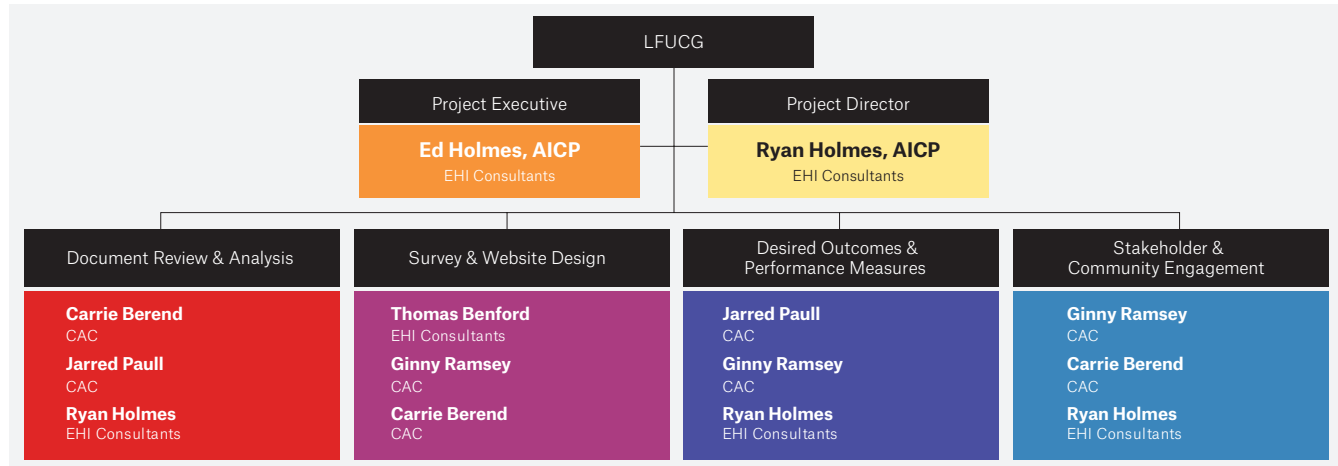 LFUCG
Project Executive
Ed Holmes, AICP
EHI Consultants
Project Director
Ryan Holmes, AICP
EHI Consultants
Document Review & Analysis
Carrie Berend
CAC
Jarred Paull
CAC
Ryan Holmes
EHI Consultants
Survey & Website Design
Thomas Benford
EHI Consultants
Ginny Ramsey
CAC
Carrie Berend
CAC
Desired Outcomes &
Performance Measures
Jarred Paull
CAC
Ginny Ramsey
CAC
Ryan Holmes
EHI Consultants
Stakeholder &
Community Engagement
Ginny Ramsey
CAC
Carrie Berend
CAC
Ryan Holmes
EHI Consultants